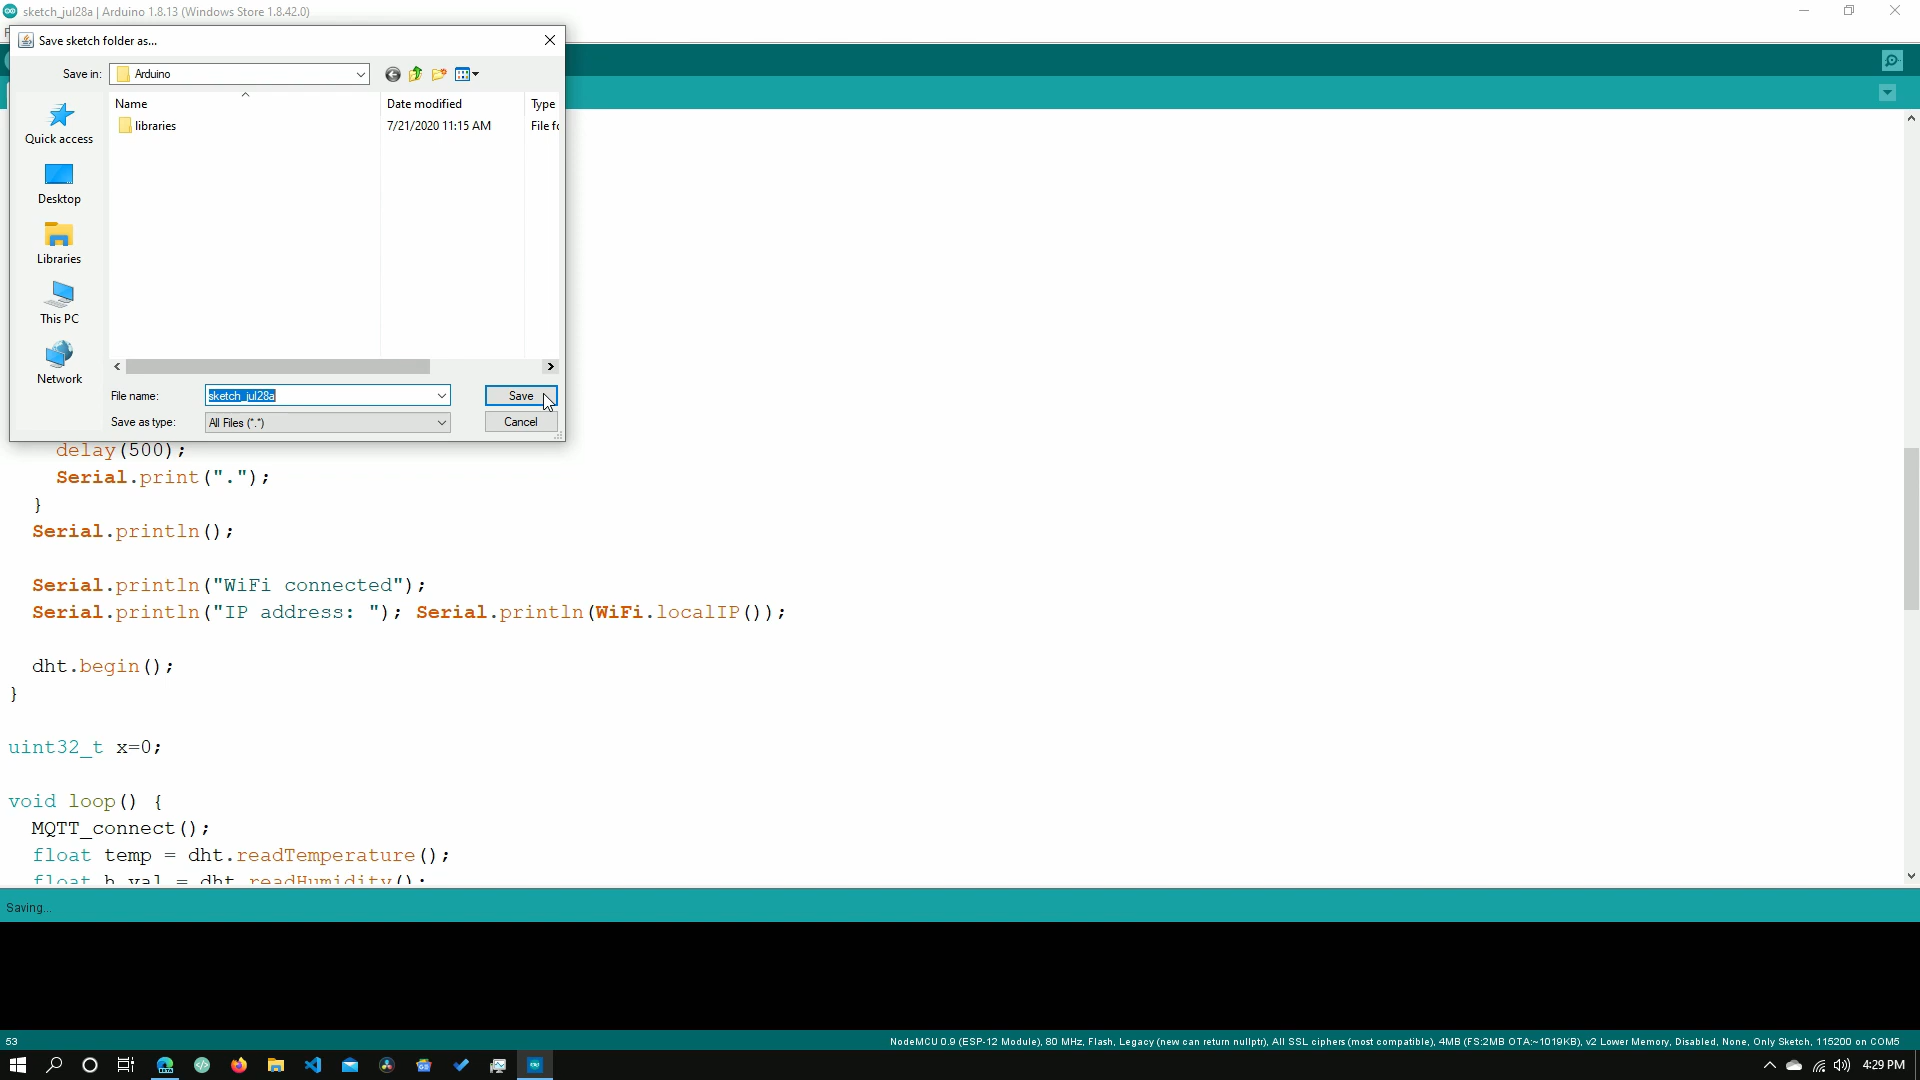 sketch_jul28a | Arduino 1.8.13 (Windows Store 1.8.42.0)
Save sketch folder as...
Save in: Arduino
Name Date modified Type
libraries 7/21/2020 11:15 AM File fo
Quick access
Desktop
Libraries
This PC
Network
File name: sketch_jul28a Save
Save as type: All Files (*.*) Cancel
delay(500);
Serial.print(".");
}
Serial.println();
Serial.println("WiFi connected");
Serial.println("IP address: "); Serial.println(WiFi.localIP());
dht.begin();
}
uint32_t x=0;
void loop() {
MQTT_connect();
float temp = dht.readTemperature();
float h_val = dht.readHumidity();
Saving...
53 NodeMCU 0.9 (ESP-12 Module), 80 MHz, Flash, Legacy (new can return nullptr), All SSL ciphers (most compatible), 4MB (FS:2MB OTA:~1019KB), v2 Lower Memory, Disabled, None, Only Sketch, 115200 on COM5
4:29 PM